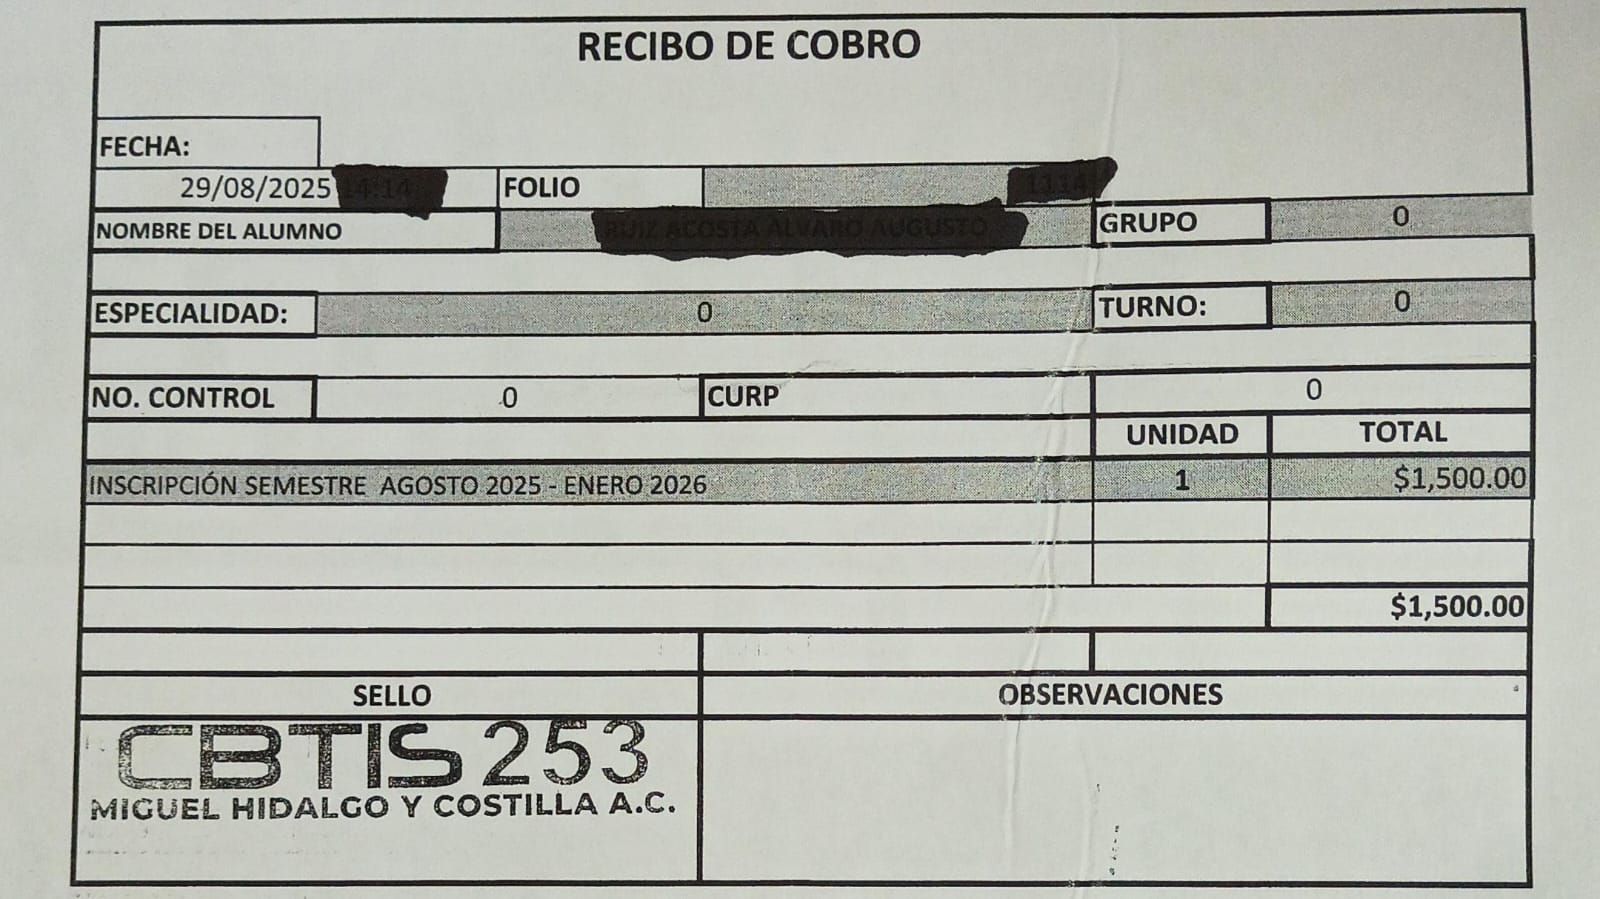 RECIBO DE COBRO
FECHA:
29/08/2025 FOLIO
NOMBRE DEL ALUMNO GRUPO 0
ESPECIALIDAD: 0 TURNO: 0
NO. CONTROL 0 CURP 0
UNIDAD TOTAL
INSCRIPCIÓN SEMESTRE AGOSTO 2025 - ENERO 2026 1 $1,500.00
$1,500.00
SELLO OBSERVACIONES
CBTIS 253
MIGUEL HIDALGO Y COSTILLA A.C.